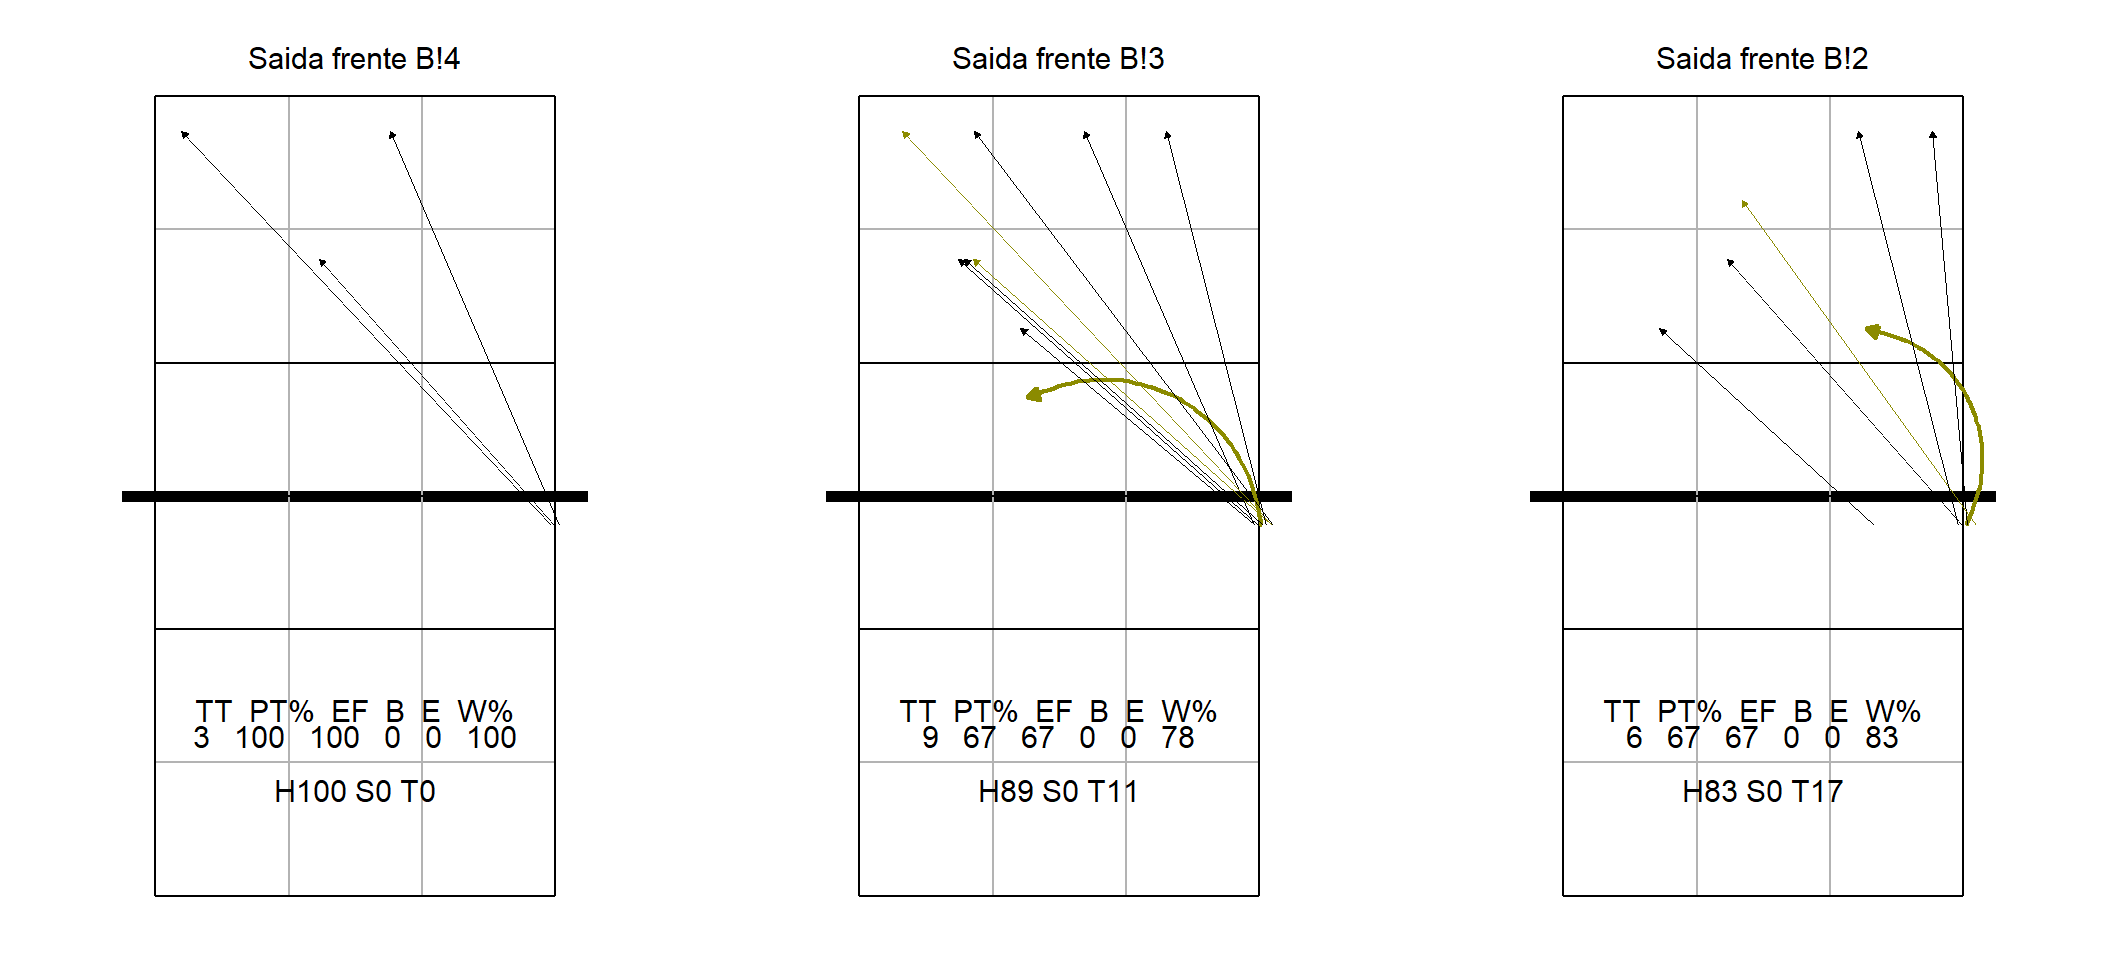 Saida frente B!4
TT PT% EF B E W%
3 100 100 0 0 100
H100 S0 T0
Saida frente B!3
TT PT% EF B E W%
9 67 67 0 0 78
H89 S0 T11
Saida frente B!2
TT PT% EF B E W%
6 67 67 0 0 83
H83 S0 T17